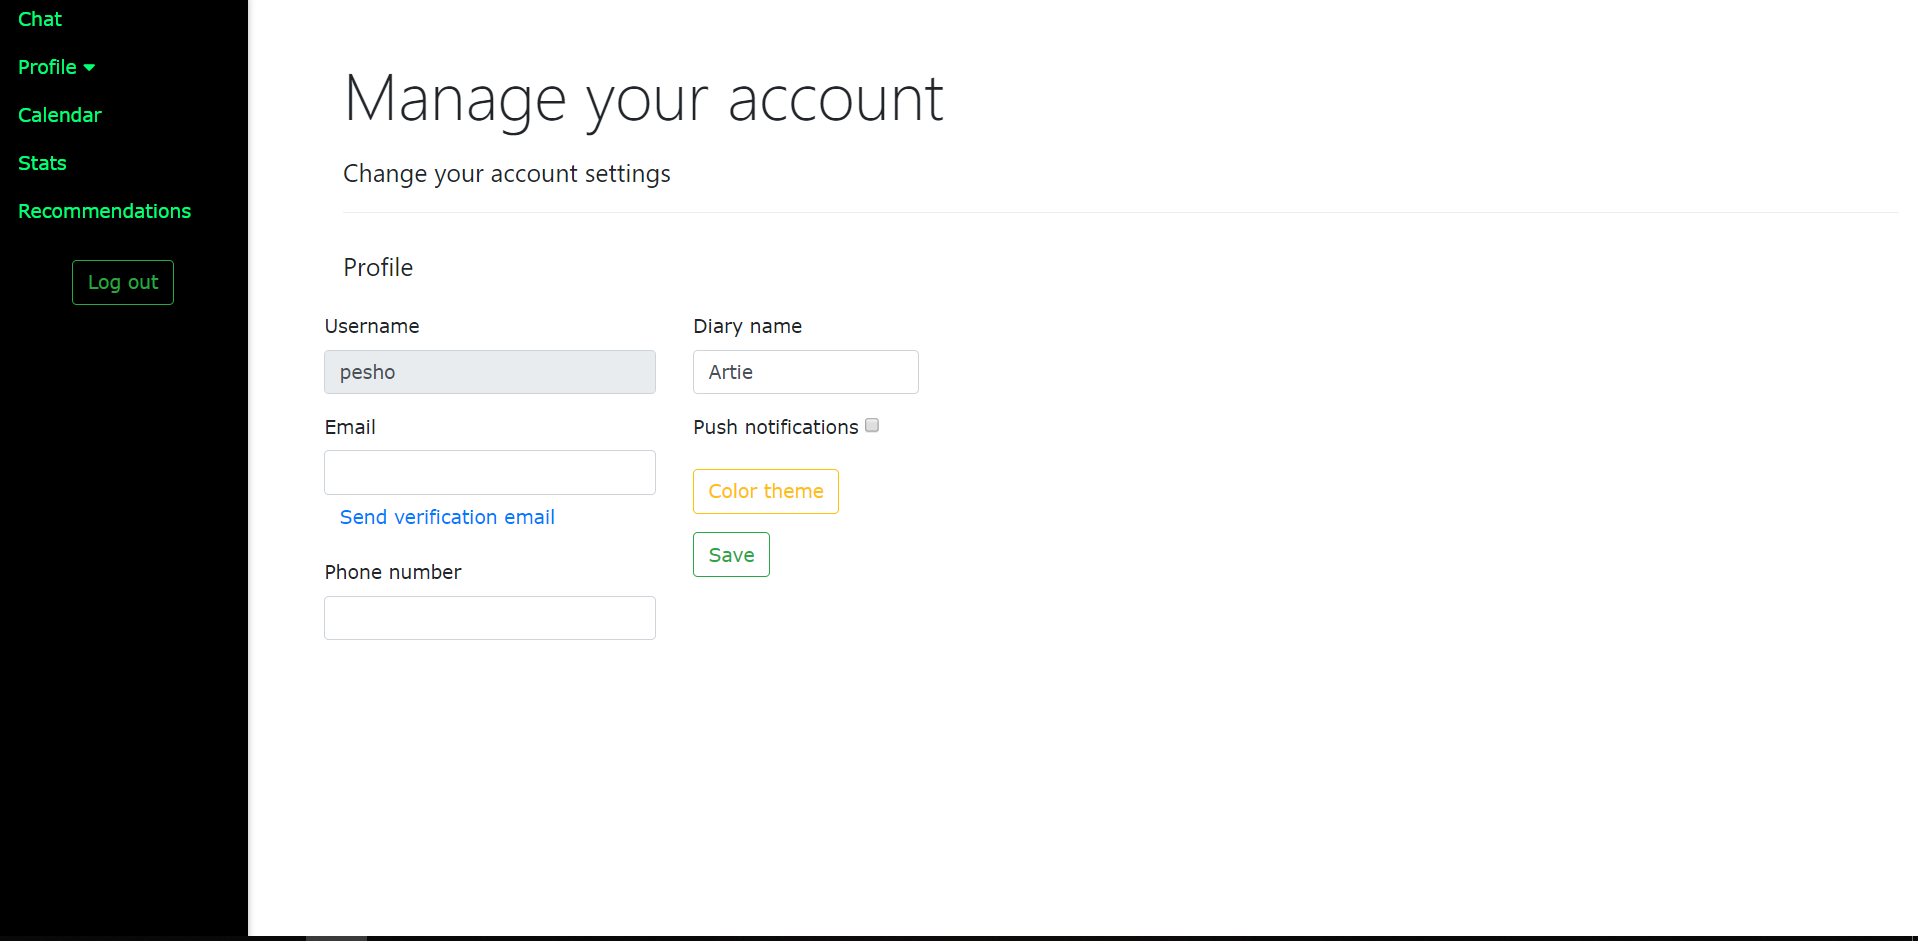 Chat
Profile
Calendar
Stats
Recommendations
Log out
Manage your account
Change your account settings
Profile
Username
pesho
Email
Send verification email
Phone number
Diary name
Artie
Push notifications
Color theme
Save